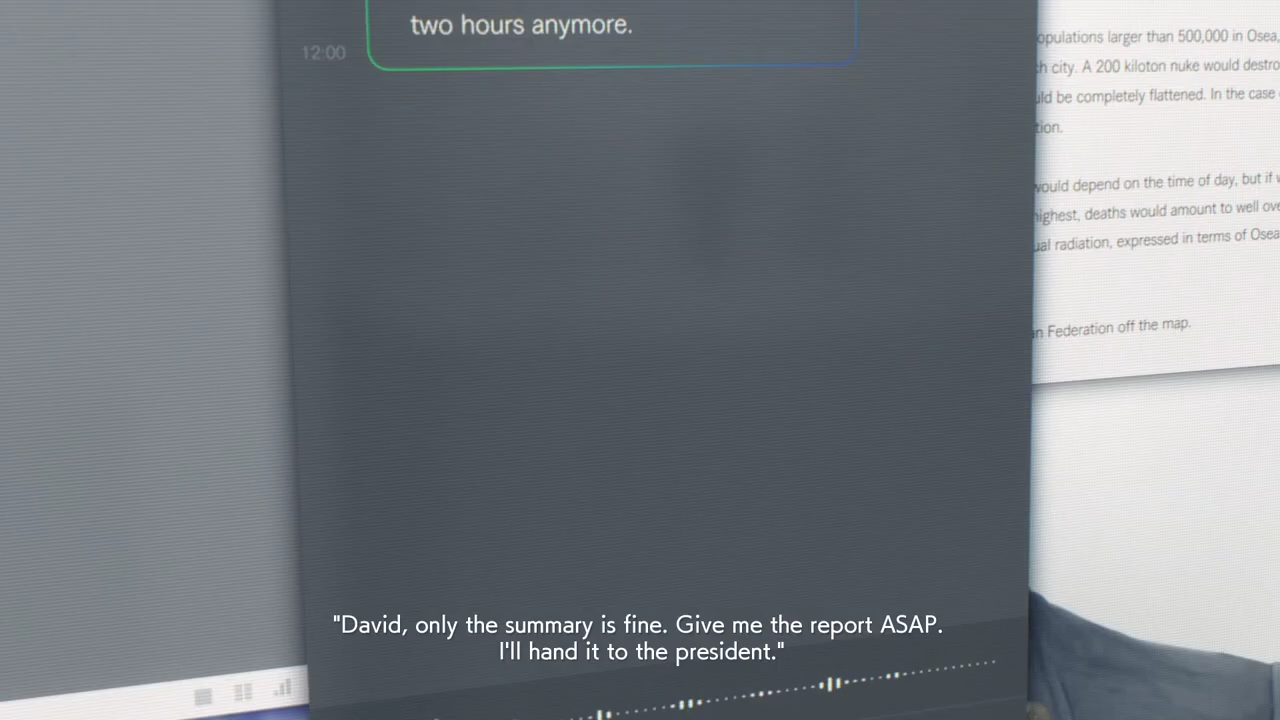 two hours anymore.
12:00
opulations larger than 500,000 in Osea,
h city. A 200 kiloton nuke would destro
uld be completely flattened. In the case
tion.
would depend on the time of day, but if
ighest, deaths would amount to well ov
ual radiation, expressed in terms of Osea
n Federation off the map.
"David, only the summary is fine. Give me the report ASAP.
I'll hand it to the president."